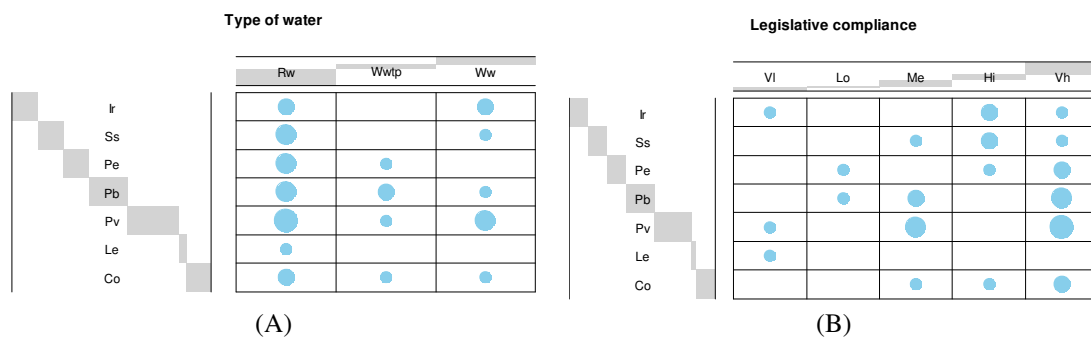 Type of water
Rw Wwtp Ww
Ir
Ss
Pe
Pb
Pv
Le
Co
(A)
Legislative compliance
Vl Lo Me Hi Vh
Ir
Ss
Pe
Pb
Pv
Le
Co
(B)